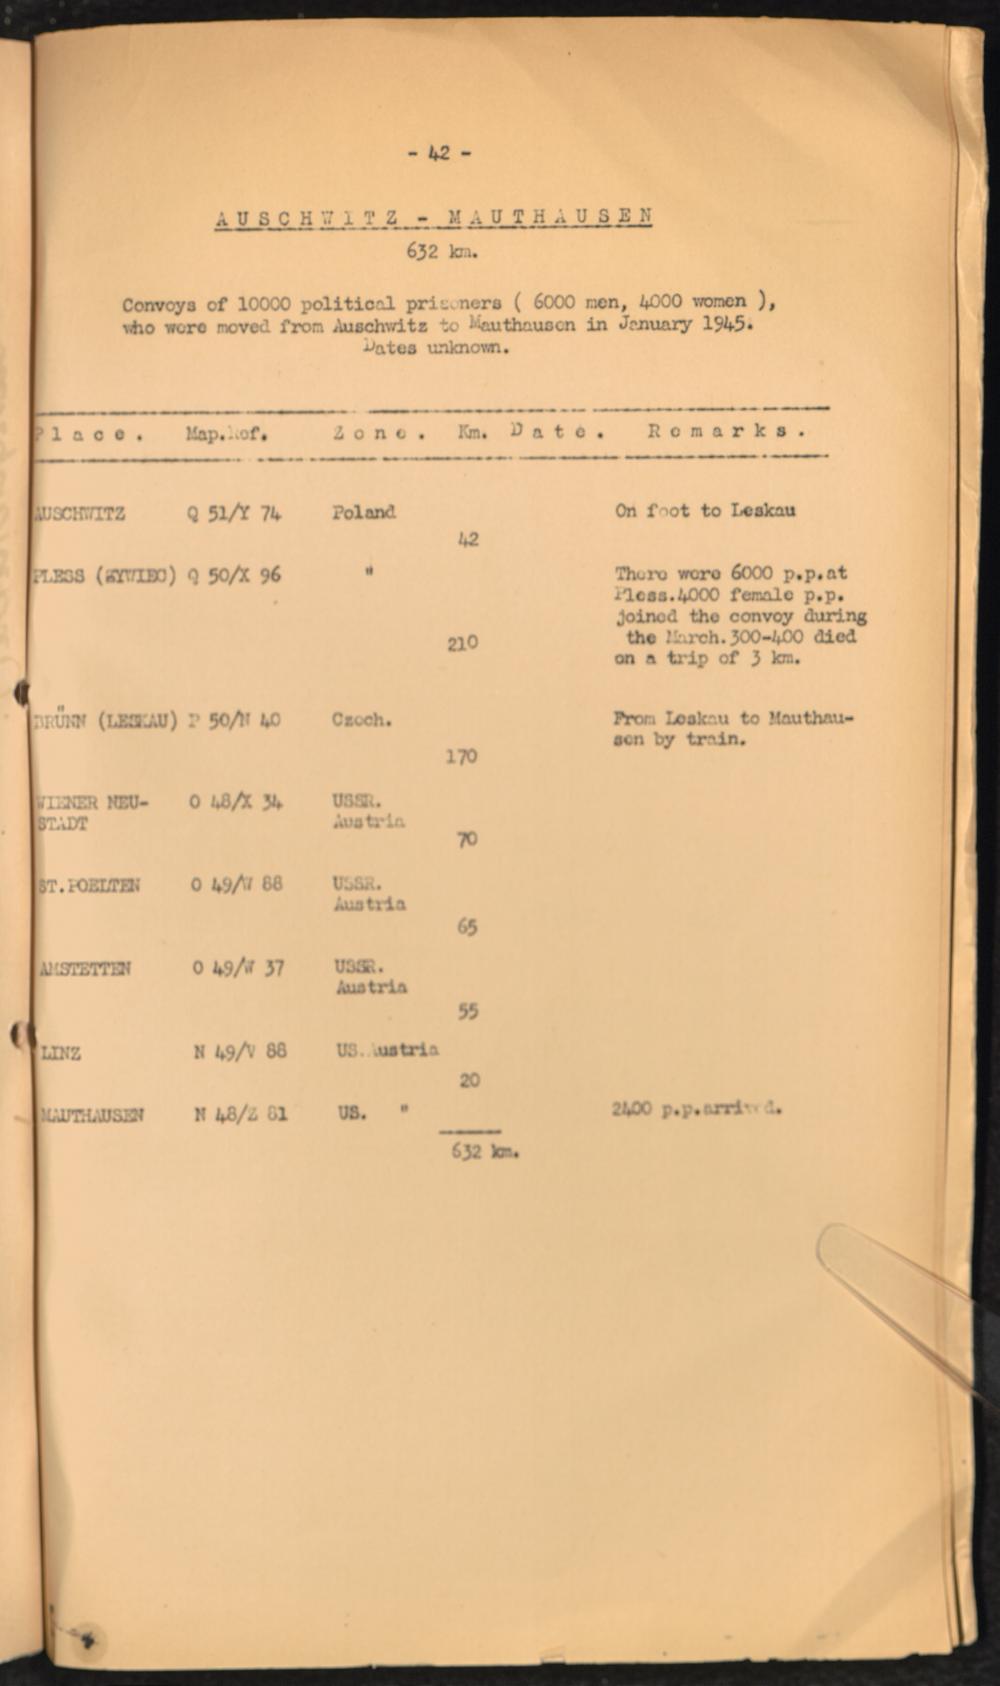 - 42 -
AUSCHWITZ - MAUTHAUSEN
632 km.
Convoys of 10000 political prisoners ( 6000 men, 4000 women ),
who were moved from Auschwitz to Mauthausen in January 1945.
Dates unknown.
Place. Map.Ref. Zone. Km. Date. Remarks.
AUSCHWITZ Q 51/Y 74 Poland On foot to Leskau
42
PLESS (ZYWIEC) Q 50/X 96 " There were 6000 p.p.at
Pless.4000 female p.p.
joined the convoy during
210 the March.300-400 died
on a trip of 3 km.
BRÜNN (LESKAU) P 50/N 40 Czech. From Leskau to Mauthau-
sen by train.
170
WIENER NEU- O 48/X 34 USSR.
STADT Austria
70
ST.POELTEN O 49/W 88 USSR.
Austria
65
AMSTETTEN O 49/W 37 USSR.
Austria
55
LINZ N 49/V 88 US.Austria
20
MAUTHAUSEN N 48/Z 81 US. " 2400 p.p.arrived.
632 km.